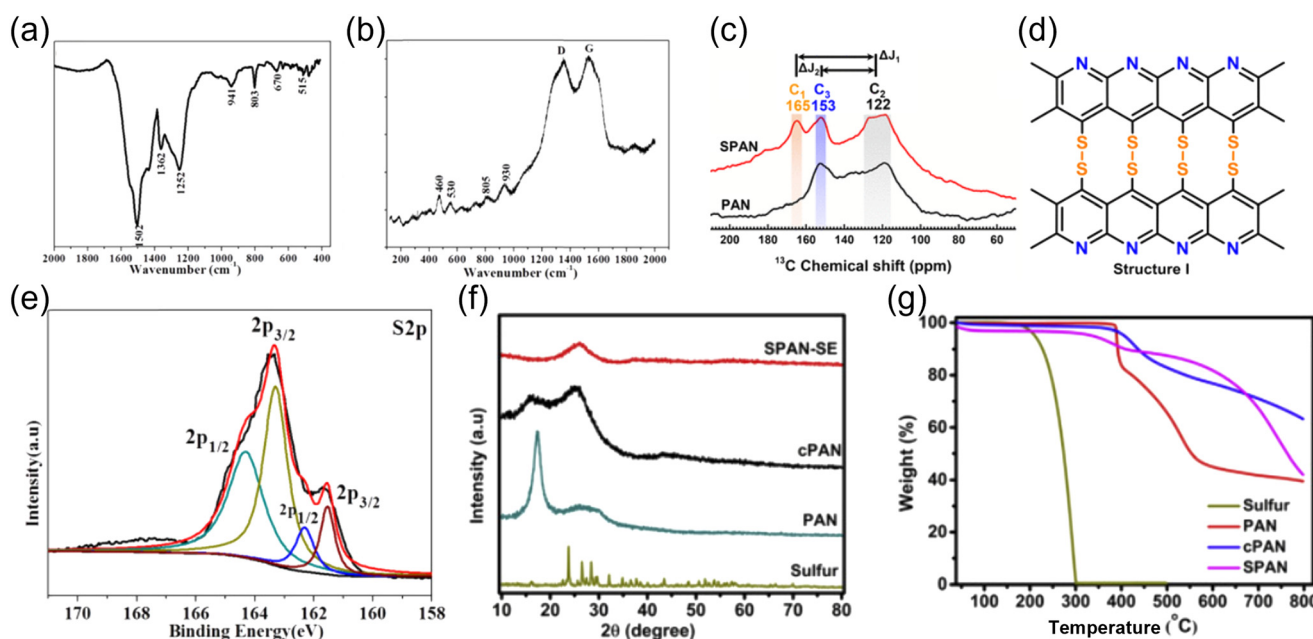 (a)
1502
1362
1252
941
803
670
515
2000 1800 1600 1400 1200 1000 800 600 400
Wavenumber (cm-1)
(b)
460
530
805
930
D
G
200 400 600 800 1000 1200 1400 1600 1800 2000
Wavenumber(cm-1)
(c)
ΔJ1
ΔJ2
C1 C3 C2
165 153 122
SPAN
PAN
200 180 160 140 120 100 80 60
13C Chemical shift (ppm)
(d)
N N N N
S S S S
S S S S
N N N N
Structure I
(e)
S2p
2p3/2
2p1/2
2p1/2
2p3/2
Intensity(a.u)
170 168 166 164 162 160 158
Binding Energy(eV)
(f)
SPAN-SE
cPAN
PAN
Sulfur
Intensity (a.u)
10 20 30 40 50 60 70 80
2θ (degree)
(g)
100
80
60
40
20
0
Weight (%)
Sulfur
PAN
cPAN
SPAN
100 200 300 400 500 600 700 800
Temperature (°C)